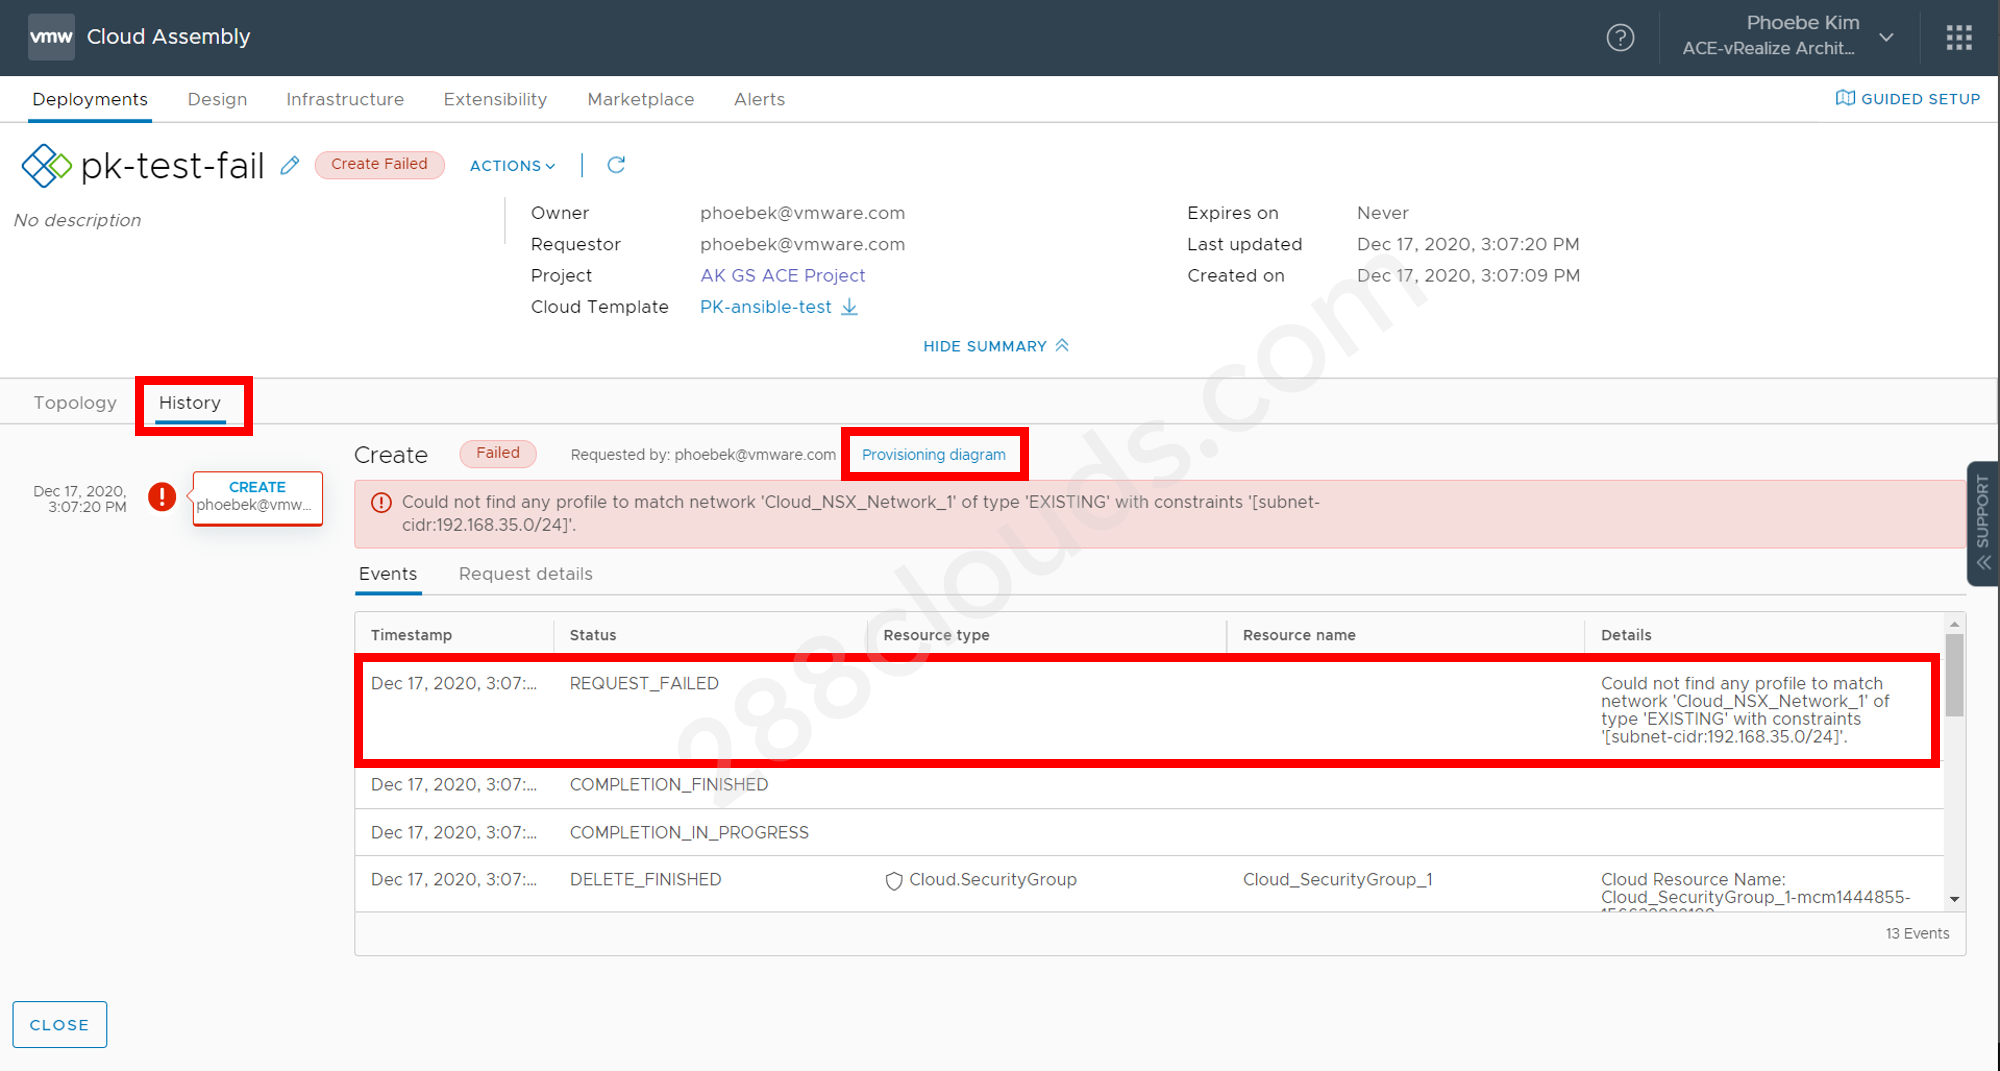 vmw Cloud Assembly
Phoebe Kim
ACE-vRealize Archit...
Deployments Design Infrastructure Extensibility Marketplace Alerts
GUIDED SETUP
pk-test-fail Create Failed ACTIONS
No description
Owner phoebek@vmware.com
Requestor phoebek@vmware.com
Project AK GS ACE Project
Cloud Template PK-ansible-test
Expires on Never
Last updated Dec 17, 2020, 3:07:20 PM
Created on Dec 17, 2020, 3:07:09 PM
HIDE SUMMARY
Topology History
Dec 17, 2020,
3:07:20 PM
CREATE
phoebek@vmw...
Create Failed Requested by: phoebek@vmware.com Provisioning diagram
Could not find any profile to match network 'Cloud_NSX_Network_1' of type 'EXISTING' with constraints '[subnet-
cidr:192.168.35.0/24]'.
Events Request details
Timestamp Status Resource type Resource name Details
Dec 17, 2020, 3:07:... REQUEST_FAILED
Could not find any profile to match
network 'Cloud_NSX_Network_1' of
type 'EXISTING' with constraints
'[subnet-cidr:192.168.35.0/24]'.
Dec 17, 2020, 3:07:... COMPLETION_FINISHED
Dec 17, 2020, 3:07:... COMPLETION_IN_PROGRESS
Dec 17, 2020, 3:07:... DELETE_FINISHED Cloud.SecurityGroup Cloud_SecurityGroup_1
Cloud Resource Name:
Cloud_SecurityGroup_1-mcm1444855-
13 Events
SUPPORT
CLOSE
288clouds.com